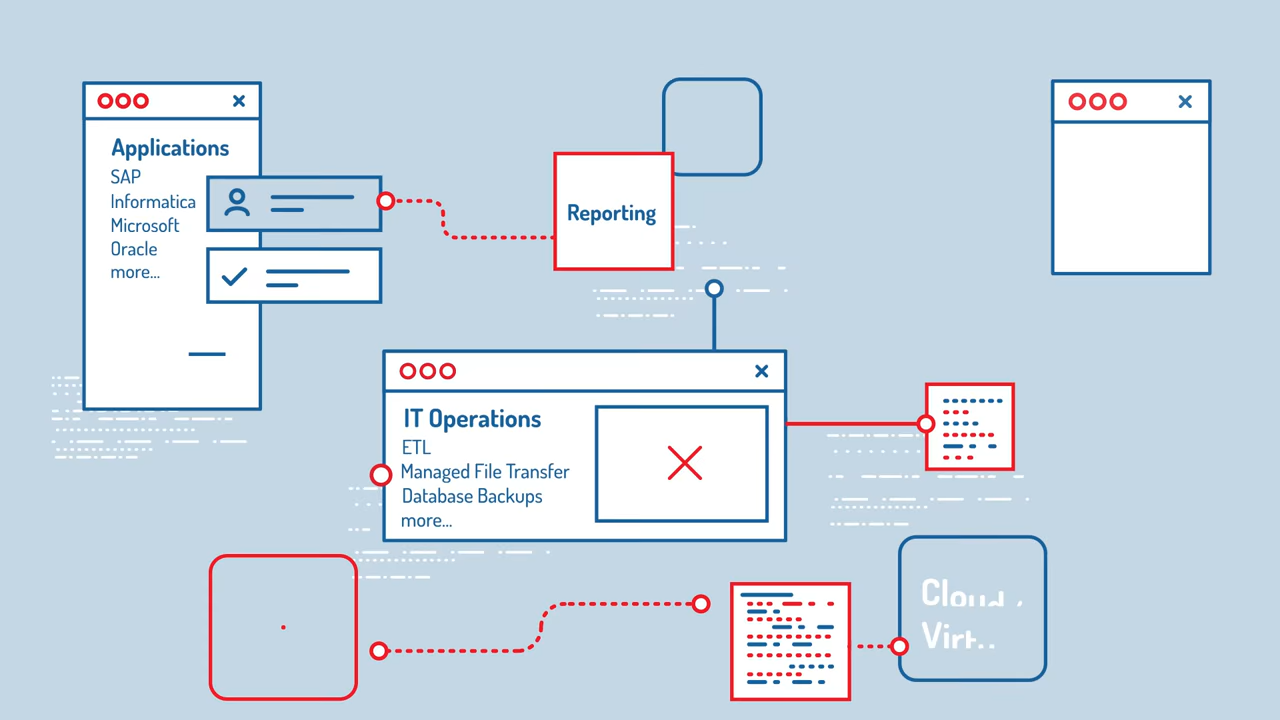 Applications
SAP
Informatica
Microsoft
Oracle
more...
Reporting
IT Operations
ETL
Managed File Transfer
Database Backups
more...